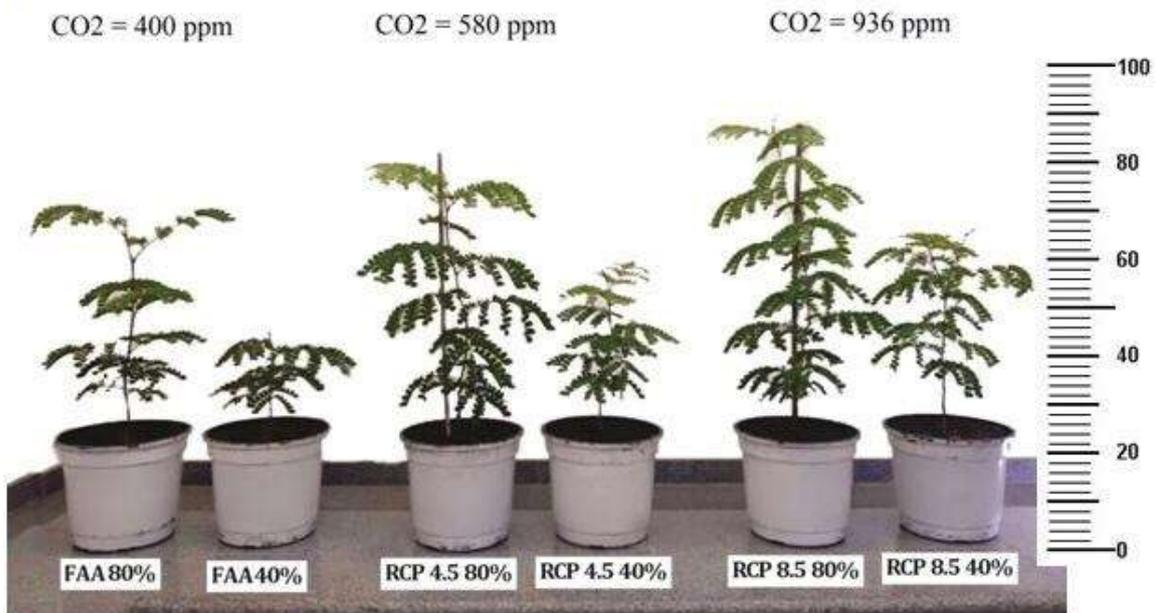 CO2 = 400 ppm
CO2 = 580 ppm
CO2 = 936 ppm
100
80
60
40
20
0
FAA 80%
FAA 40%
RCP 4.5 80%
RCP 4.5 40%
RCP 8.5 80%
RCP 8.5 40%